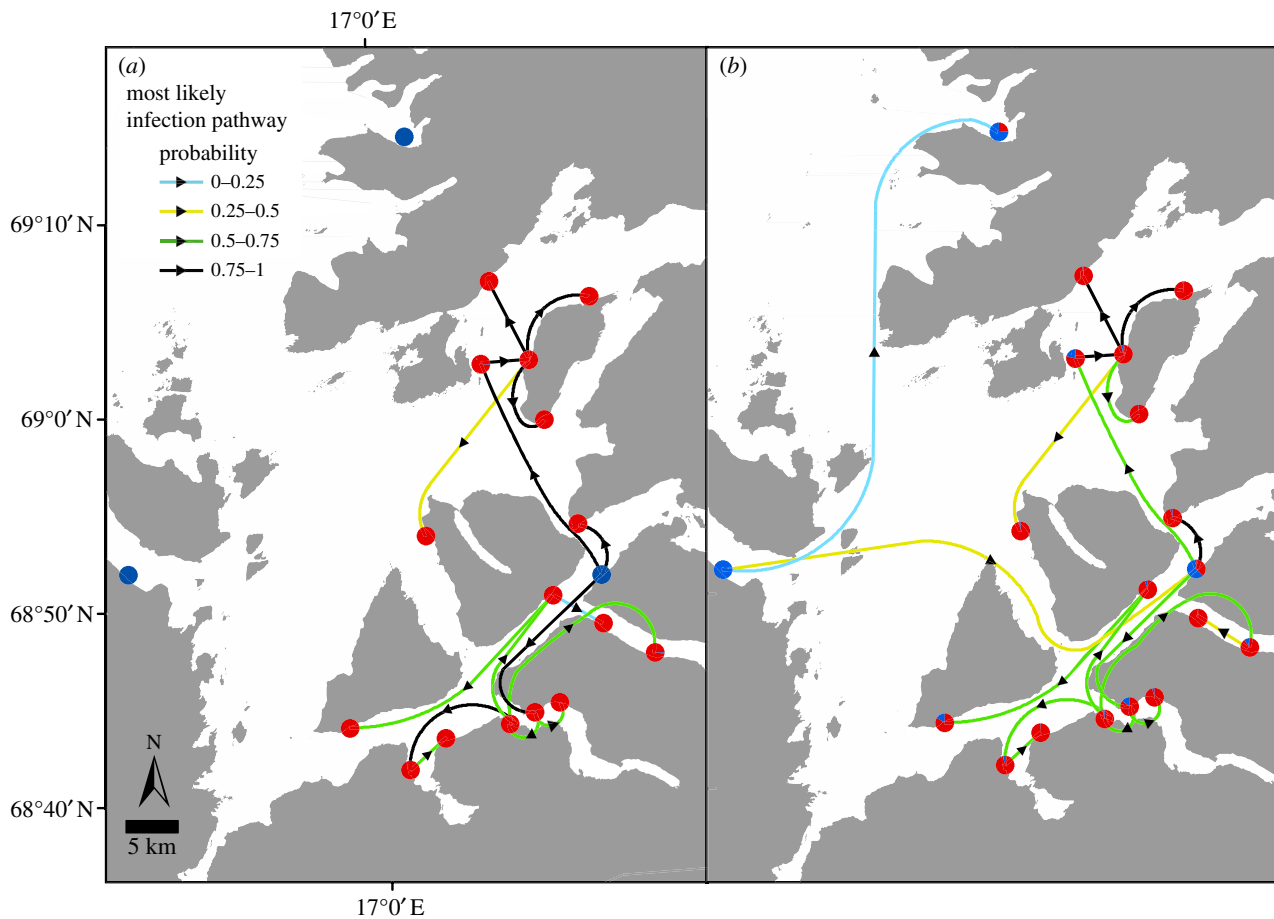 17°0′E
(a)
(b)
most likely
infection pathway
probability
0–0.25
0.25–0.5
0.5–0.75
0.75–1
69°10′N
69°0′N
68°50′N
68°40′N
N
5 km
17°0′E